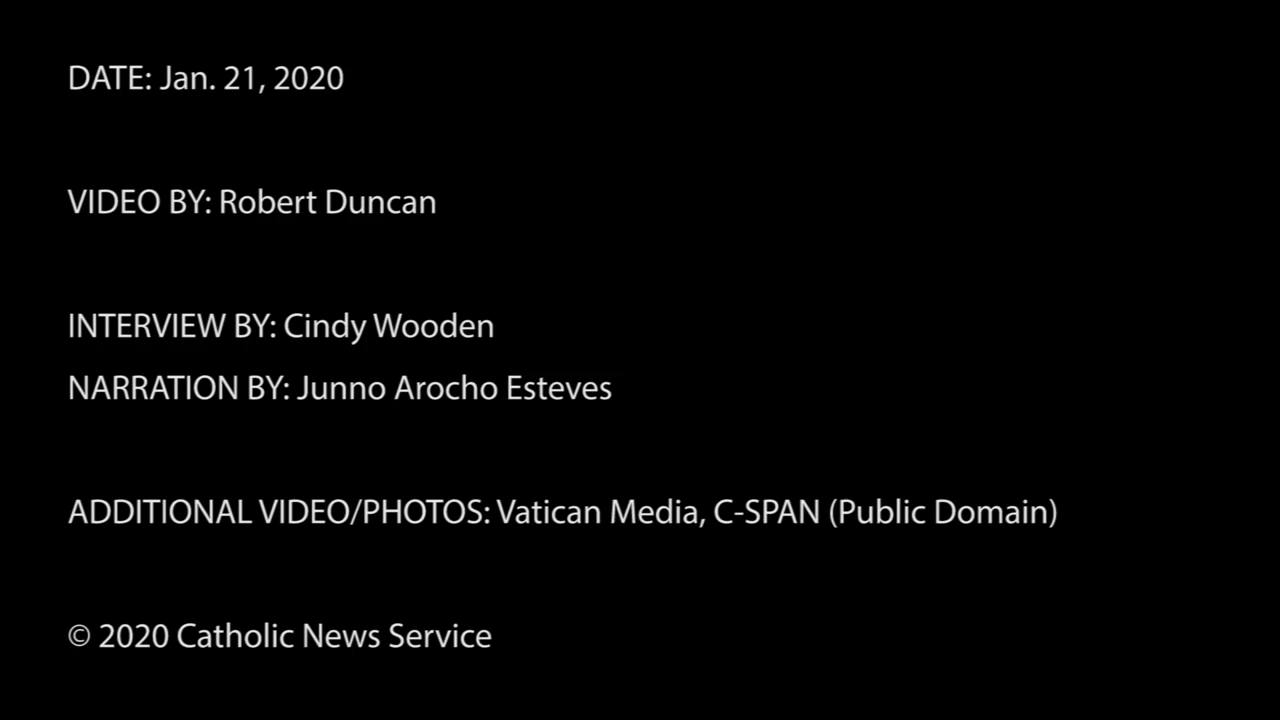 DATE: Jan. 21, 2020
VIDEO BY: Robert Duncan
INTERVIEW BY: Cindy Wooden
NARRATION BY: Junno Arocho Esteves
ADDITIONAL VIDEO/PHOTOS: Vatican Media, C-SPAN (Public Domain)
© 2020 Catholic News Service